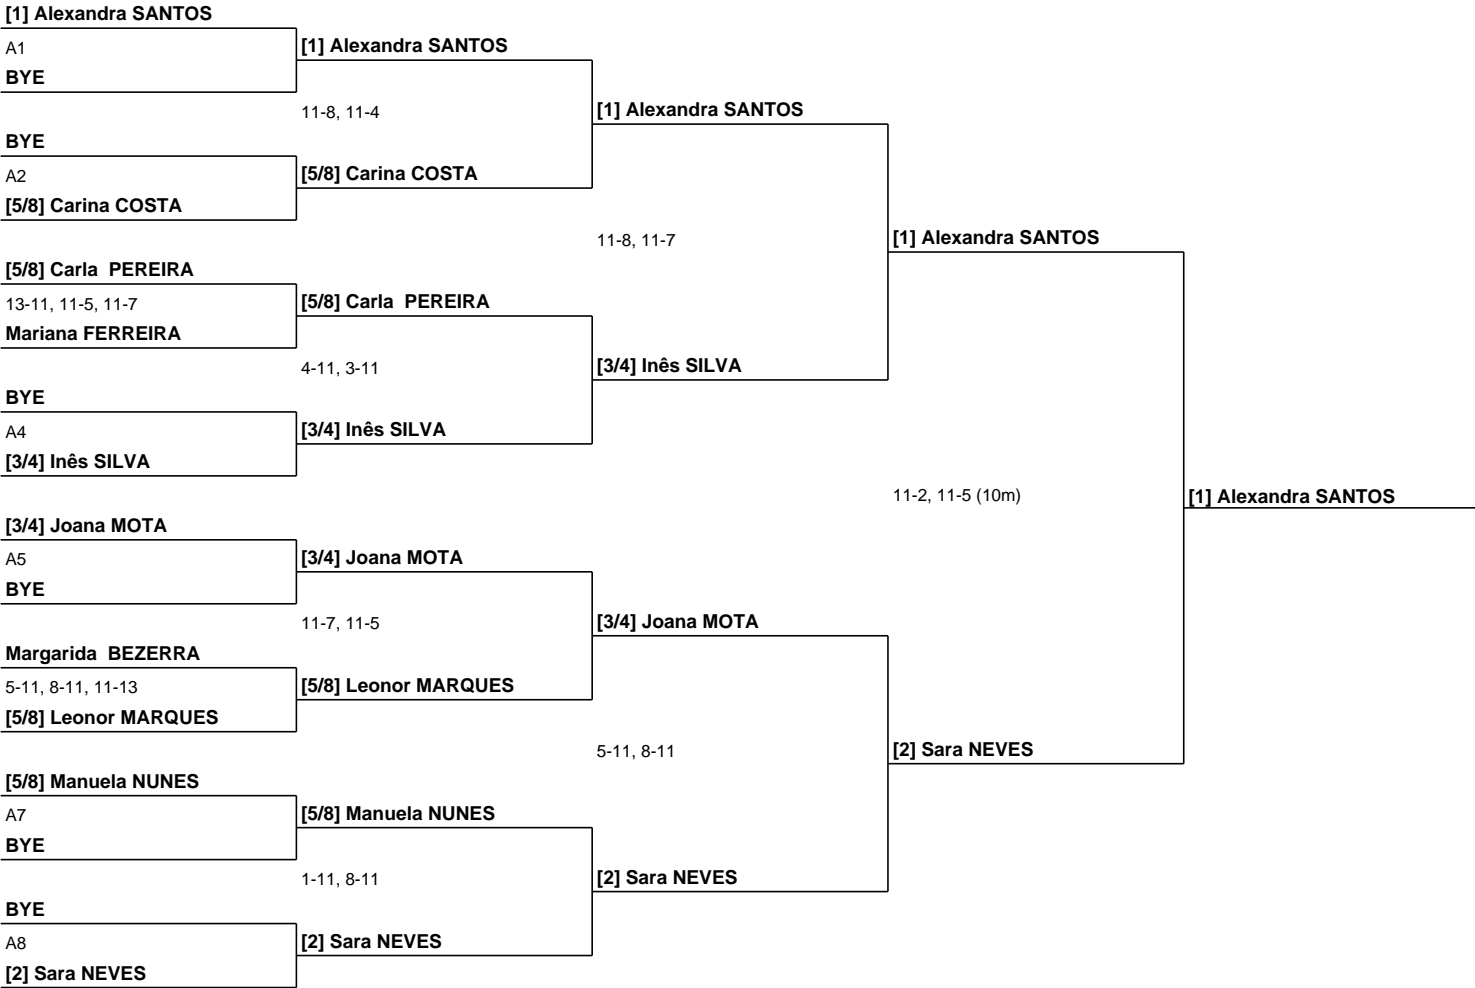 [1] Alexandra SANTOS
A1
BYE
BYE
A2
[5/8] Carina COSTA
[5/8] Carla  PEREIRA
13-11, 11-5, 11-7
Mariana FERREIRA
BYE
A4
[3/4] Inês SILVA
[3/4] Joana MOTA
A5
BYE
Margarida  BEZERRA
5-11, 8-11, 11-13
[5/8] Leonor MARQUES
[5/8] Manuela NUNES
A7
BYE
BYE
A8
[2] Sara NEVES
[1] Alexandra SANTOS
11-8, 11-4
[5/8] Carina COSTA
[5/8] Carla  PEREIRA
4-11, 3-11
[3/4] Inês SILVA
[3/4] Joana MOTA
11-7, 11-5
[5/8] Leonor MARQUES
[5/8] Manuela NUNES
1-11, 8-11
[2] Sara NEVES
[1] Alexandra SANTOS
11-8, 11-7
[3/4] Inês SILVA
[3/4] Joana MOTA
5-11, 8-11
[2] Sara NEVES
[1] Alexandra SANTOS
11-2, 11-5 (10m)
[2] Sara NEVES
[1] Alexandra SANTOS